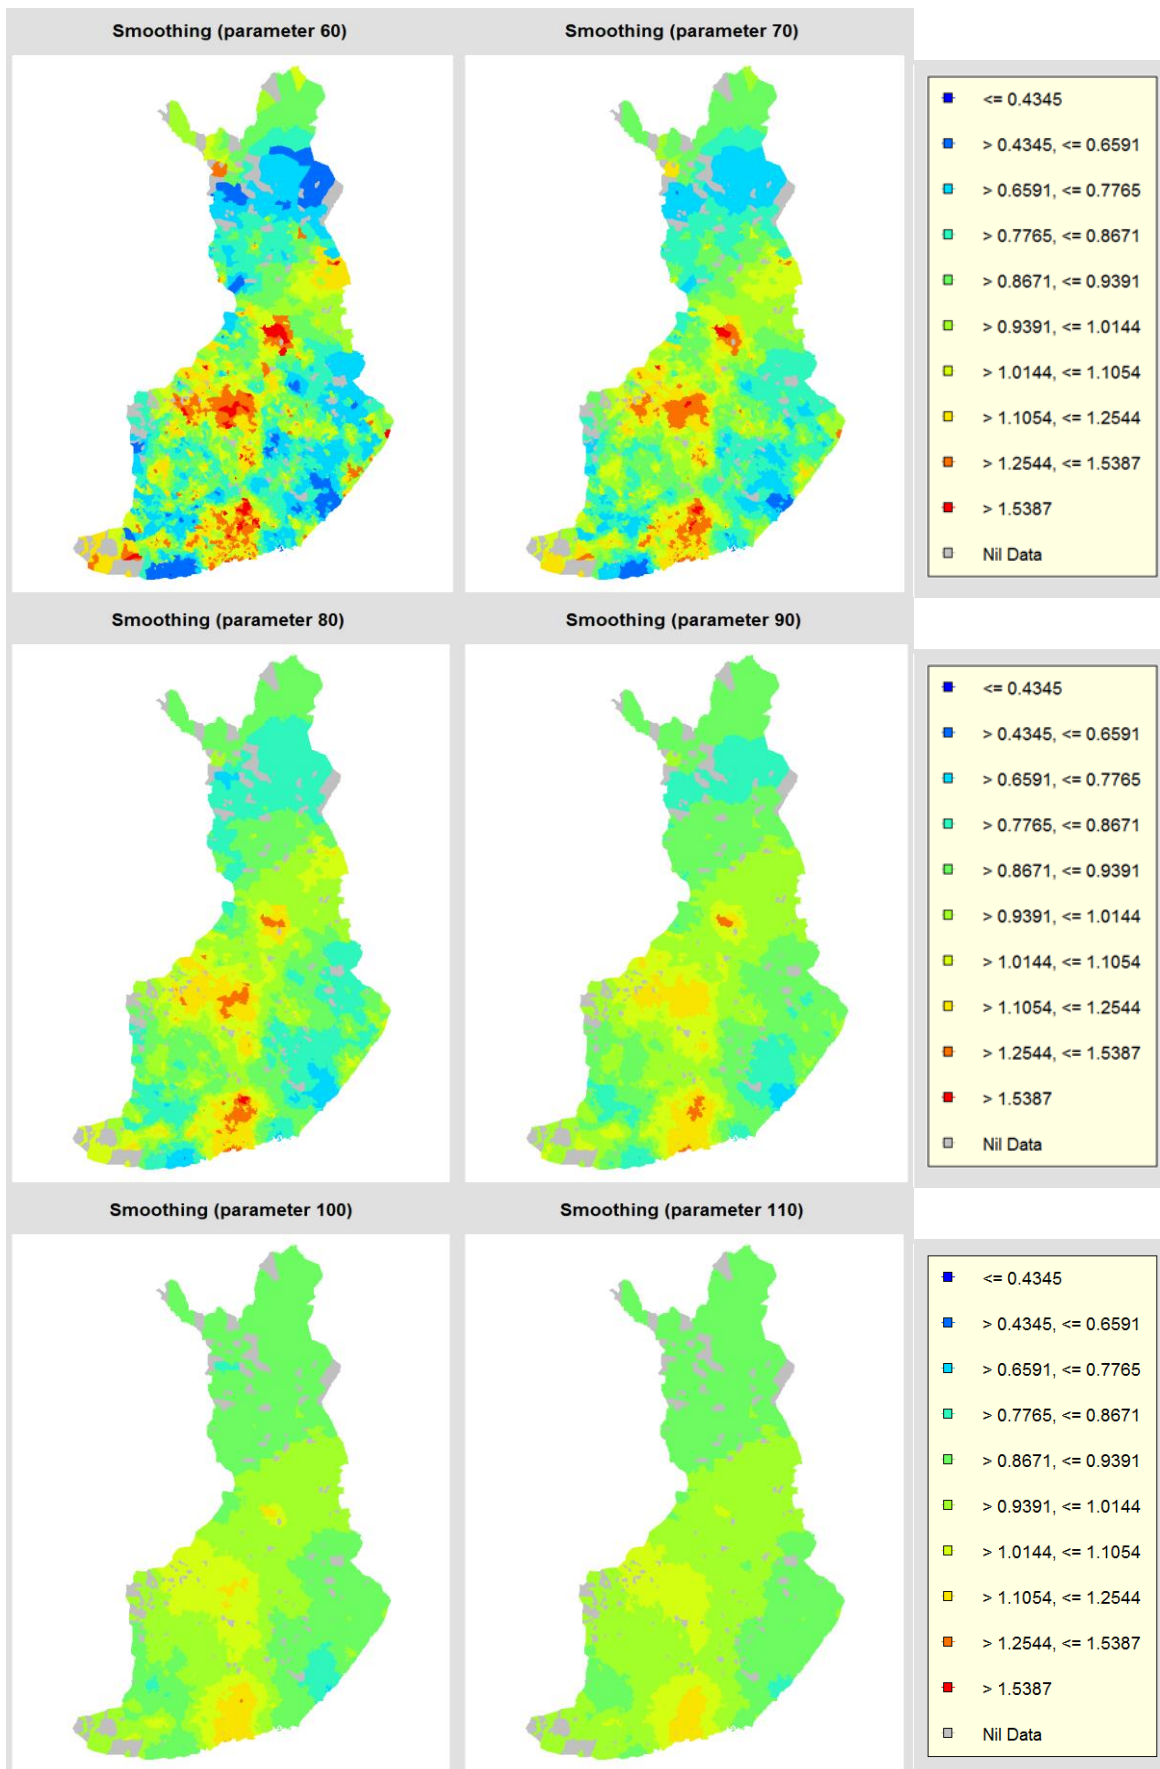 Smoothing (parameter 60)
Smoothing (parameter 70)
<= 0.4345
> 0.4345, <= 0.6591
> 0.6591, <= 0.7765
> 0.7765, <= 0.8671
> 0.8671, <= 0.9391
> 0.9391, <= 1.0144
> 1.0144, <= 1.1054
> 1.1054, <= 1.2544
> 1.2544, <= 1.5387
> 1.5387
Nil Data
Smoothing (parameter 80)
Smoothing (parameter 90)
<= 0.4345
> 0.4345, <= 0.6591
> 0.6591, <= 0.7765
> 0.7765, <= 0.8671
> 0.8671, <= 0.9391
> 0.9391, <= 1.0144
> 1.0144, <= 1.1054
> 1.1054, <= 1.2544
> 1.2544, <= 1.5387
> 1.5387
Nil Data
Smoothing (parameter 100)
Smoothing (parameter 110)
<= 0.4345
> 0.4345, <= 0.6591
> 0.6591, <= 0.7765
> 0.7765, <= 0.8671
> 0.8671, <= 0.9391
> 0.9391, <= 1.0144
> 1.0144, <= 1.1054
> 1.1054, <= 1.2544
> 1.2544, <= 1.5387
> 1.5387
Nil Data